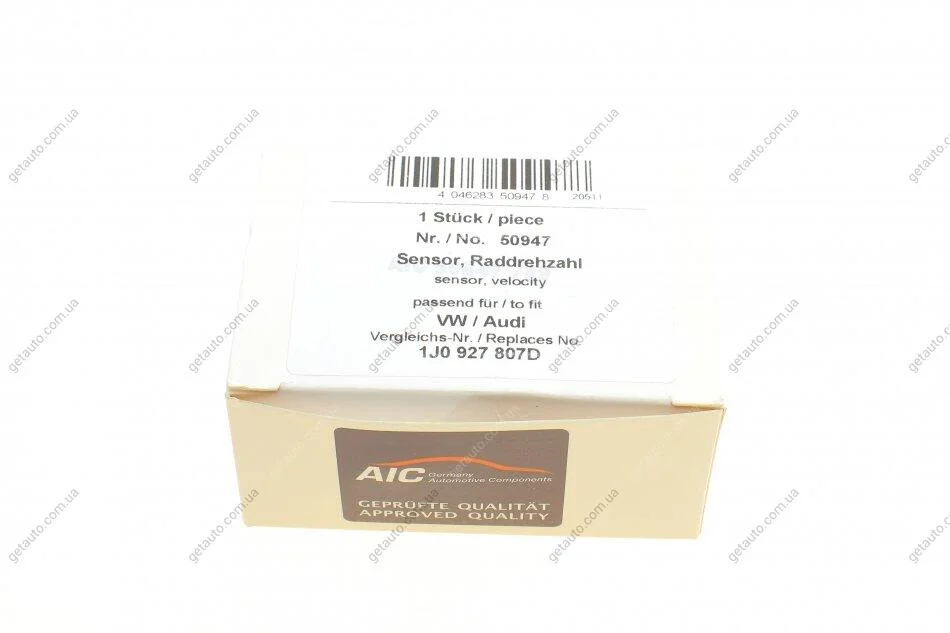 4 046283 50947 8 20511
1 Stück / piece
Nr. / No. 50947
Sensor, Raddrehzahl
sensor, velocity
passend für / to fit
VW / Audi
Vergleichs-Nr. / Replaces No.
1J0 927 807D
AIC Germany
Automotive Components
GEPRÜFTE QUALITÄT
APPROVED QUALITY
getauto.com.ua